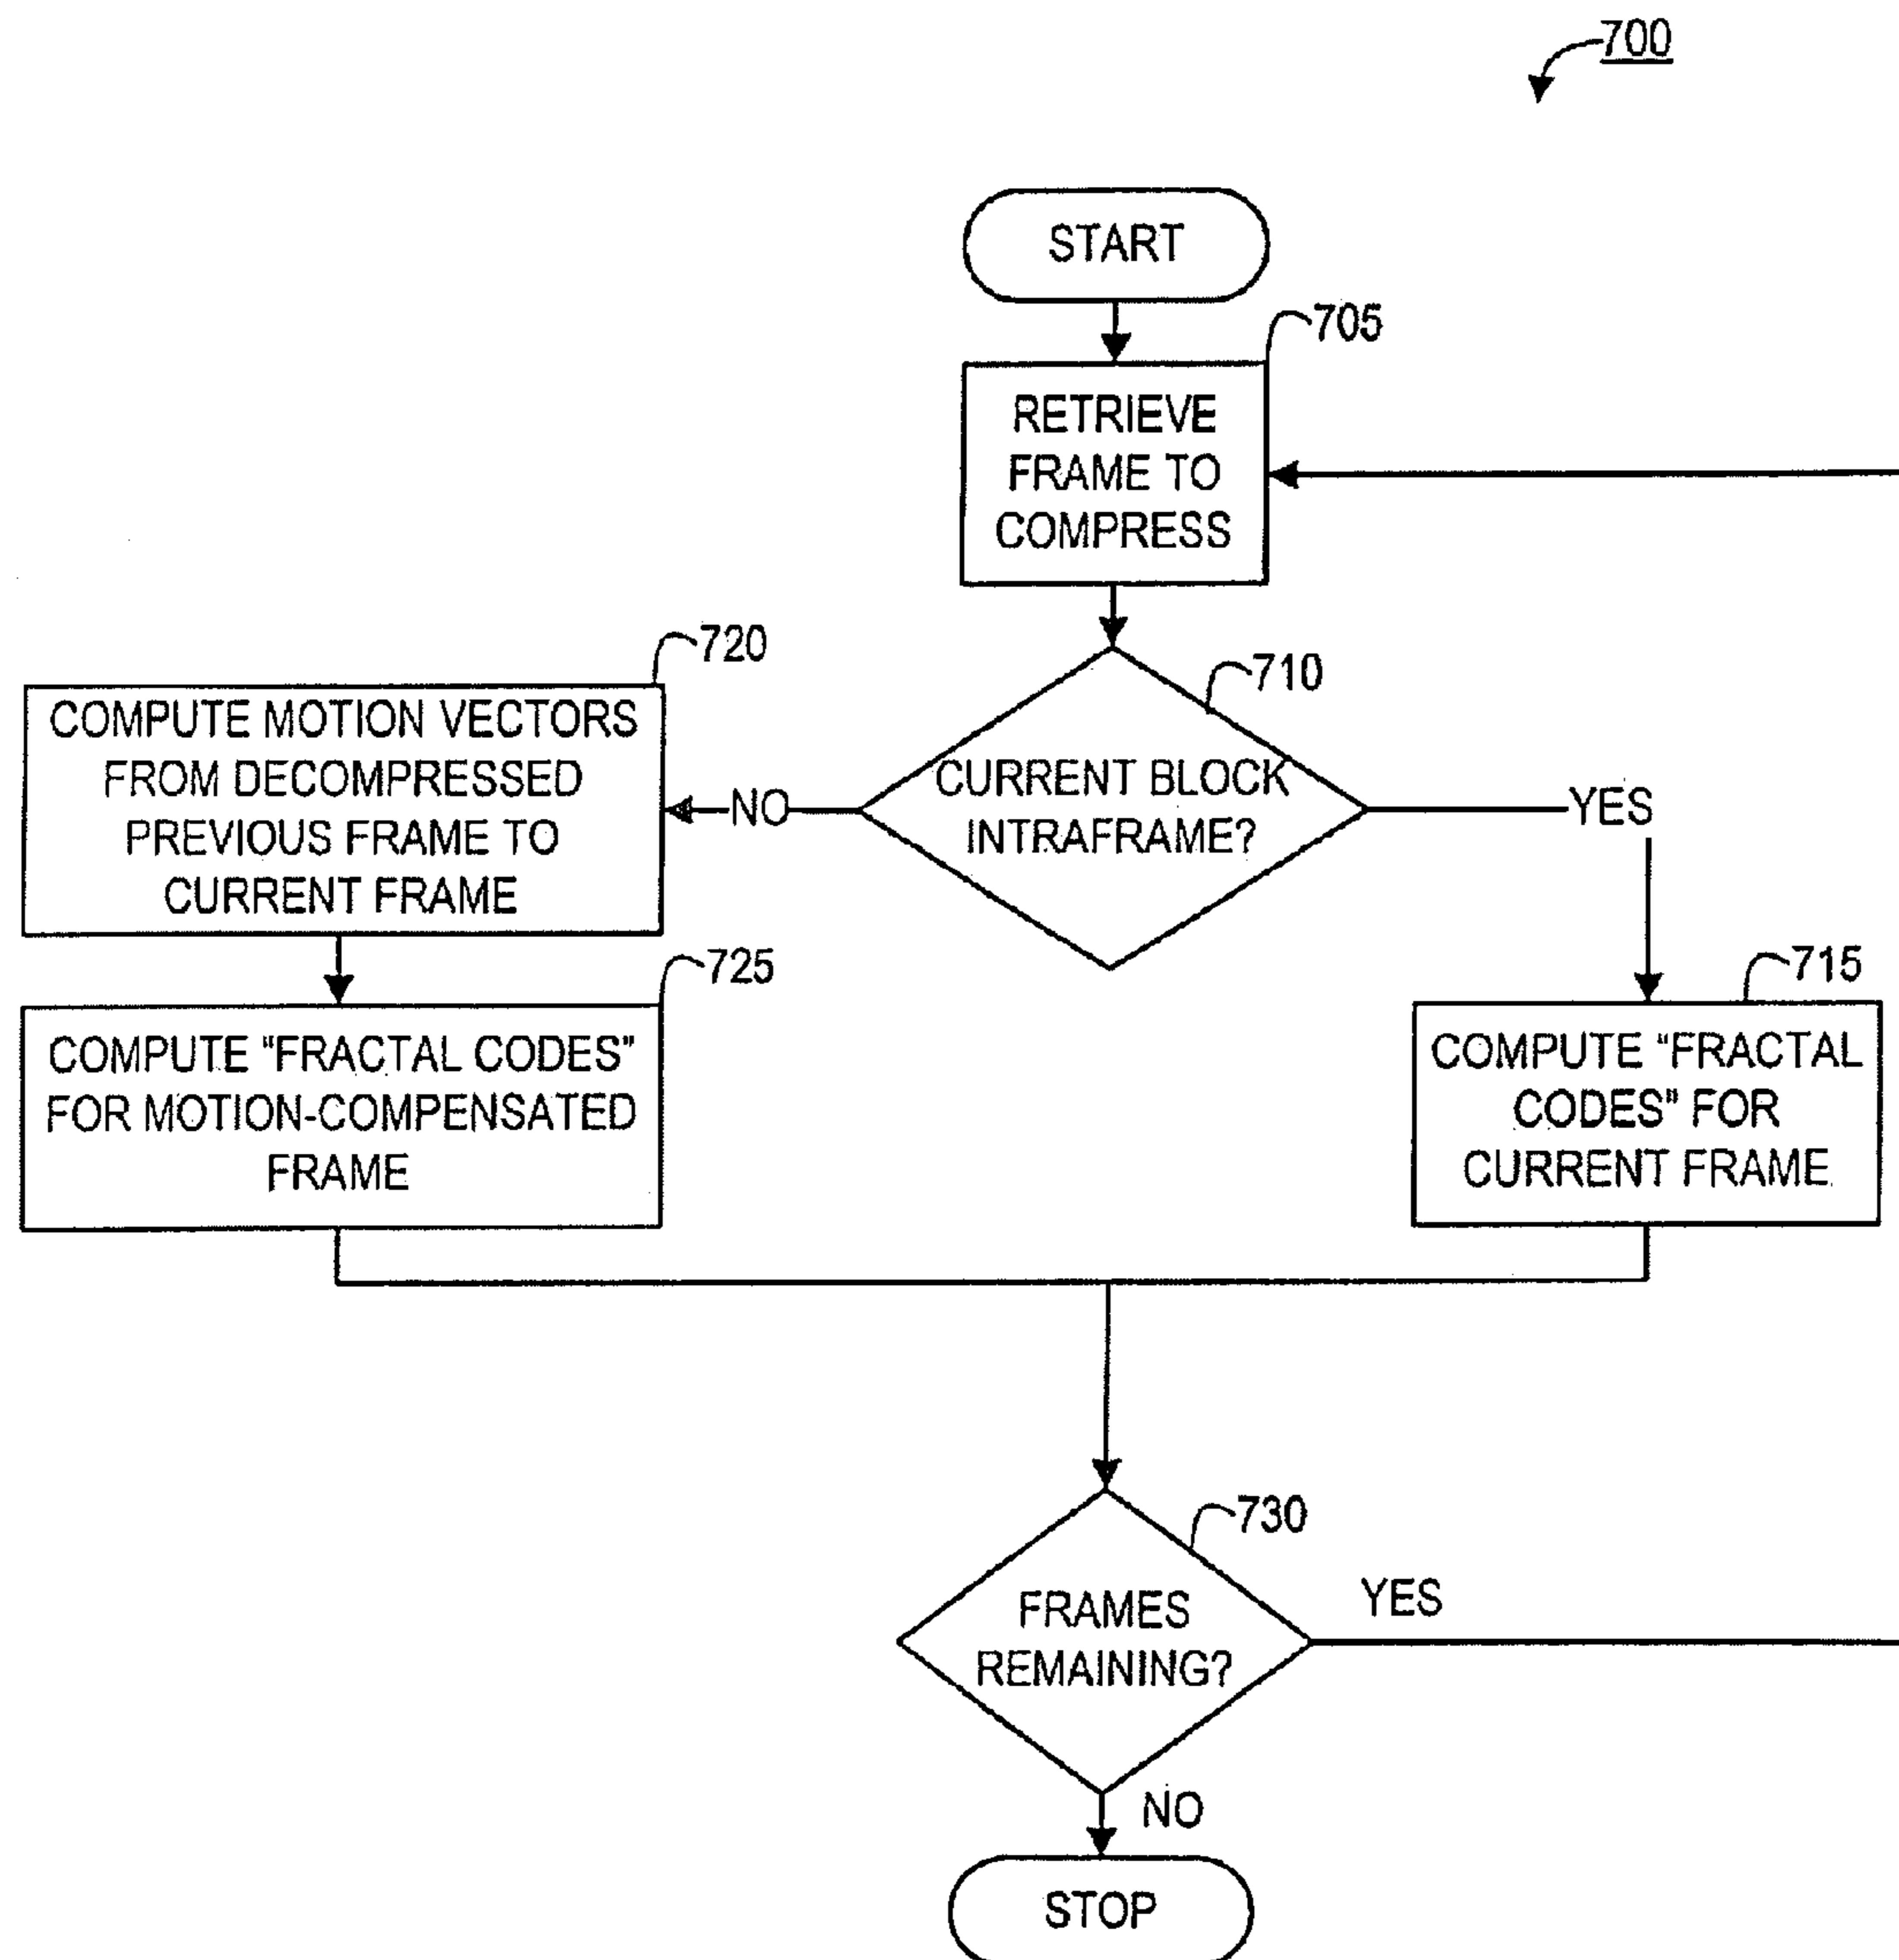 700
START
705
RETRIEVE
FRAME TO
COMPRESS
710
CURRENT BLOCK
INTRAFRAME?
NO
YES
720
COMPUTE MOTION VECTORS
FROM DECOMPRESSED
PREVIOUS FRAME TO
CURRENT FRAME
725
COMPUTE "FRACTAL CODES"
FOR MOTION-COMPENSATED
FRAME
715
COMPUTE "FRACTAL
CODES" FOR
CURRENT FRAME
730
FRAMES
REMAINING?
YES
NO
STOP